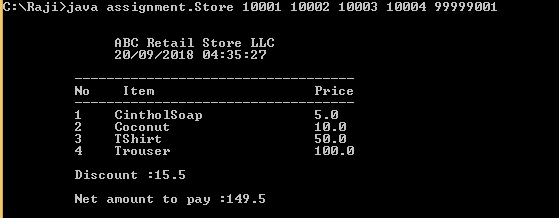 C:\Raji>java assignment.Store 10001 10002 10003 10004 99999001
ABC Retail Store LLC
20/09/2018 04:35:27
-----------------------------------
No Item Price
-----------------------------------
1 CintholSoap 5.0
2 Coconut 10.0
3 TShirt 50.0
4 Trouser 100.0
Discount :15.5
Net amount to pay :149.5